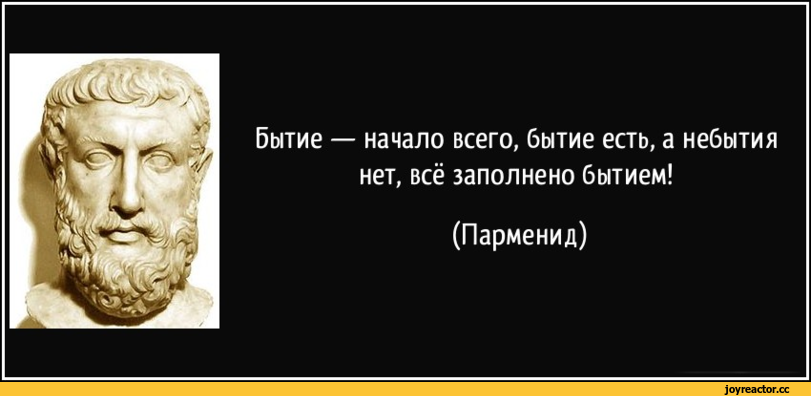 Бытие — начало всего, бытие есть, а небытия
нет, всё заполнено бытием!
(Парменид)
joyreactor.cc